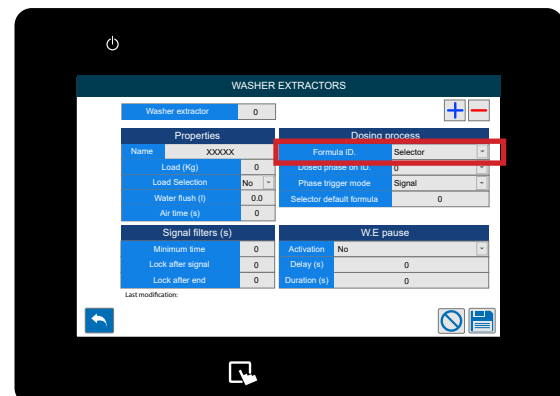 WASHER EXTRACTORS
Washer extractor 0
Properties
Name XXXXX
Load (Kg) 0
Load Selection No
Water flush (l) 0.0
Air time (s) 0
Dosing process
Formula ID. Selector
Dosed phase on ID. 0
Phase trigger mode Signal
Selector default formula 0
Signal filters (s)
Minimum time 0
Lock after signal 0
Lock after end 0
W.E pause
Activation No
Delay (s) 0
Duration (s) 0
Last modification: